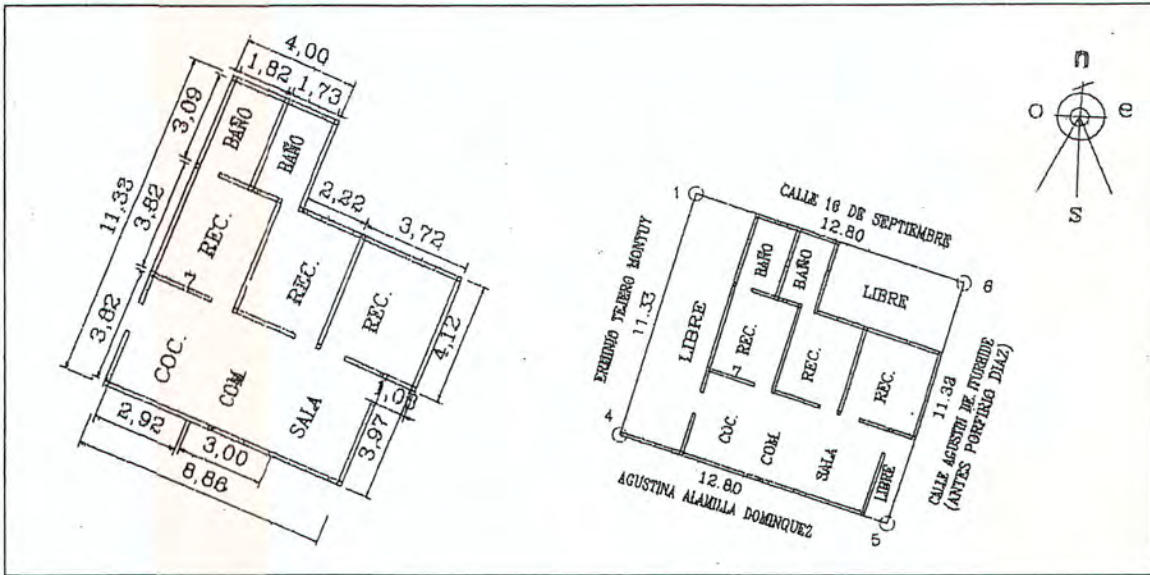 4,00
1,82
1,73
3,09
11,33
3,82
3,82
BAÑO
BAÑO
2,22
3,72
REC.
REC.
REC.
4,12
COC.
COM
SALA
1,05
3,97
2,92
3,00
8,86
1
CALLE 16 DE SEPTIEMBRE
12.80
6
ERMINIO TEJERO MONTUY
11.33
LIBRE
BAÑO
BAÑO
LIBRE
REC.
REC.
REC.
COC.
COM.
SALA
LIBRE
11.33
CALLE AGUSTIN DE ITURBIDE
(ANTES PORFIRIO DIAZ)
4
12.80
AGUSTINA ALAMILLA DOMINQUEZ
5
n
o
e
s